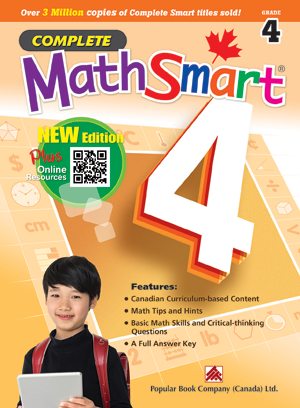 Over 3 Million copies of Complete Smart titles sold!
GRADE
4
COMPLETE
MathSmart®
NEW Edition
Plus
Online
Resources
4
Features:
• Canadian Curriculum-based Content
• Math Tips and Hints
• Basic Math Skills and Critical-thinking
Questions
• A Full Answer Key
Popular Book Company (Canada) Ltd.